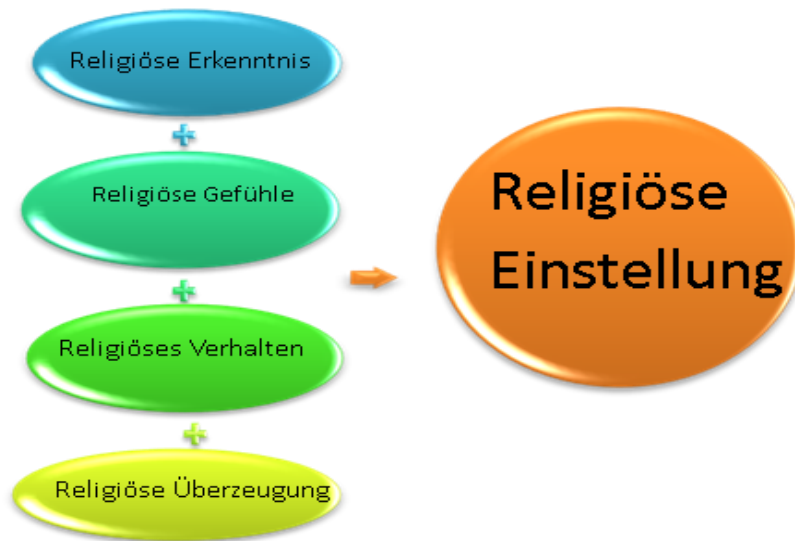 Religiöse Erkenntnis
+
Religiöse Gefühle
+
Religiöses Verhalten
+
Religiöse Überzeugung
Religiöse
Einstellung